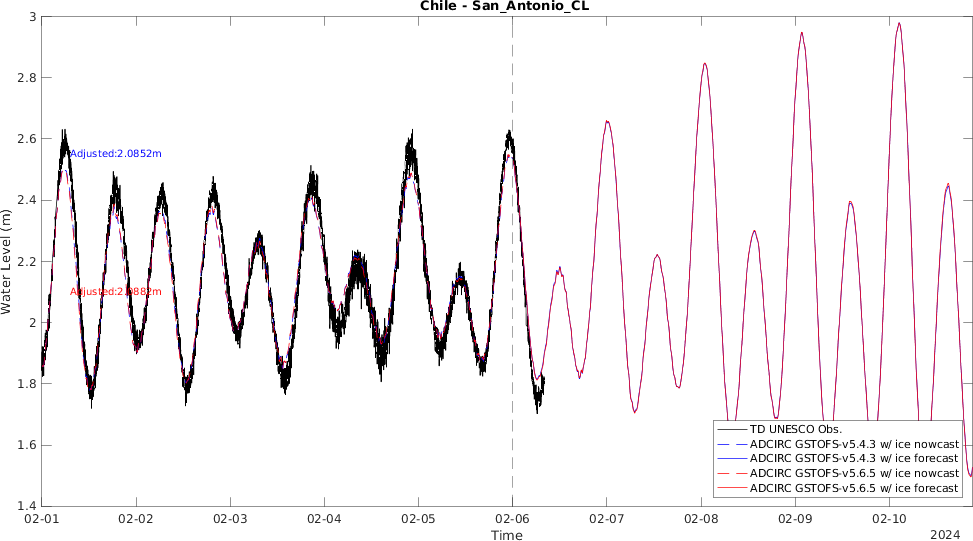 Chile - San_Antonio_CL
3
2.8
2.6
2.4
2.2
2
1.8
1.6
1.4
Water Level (m)
Adjusted:2.0852m
Adjusted:2.0882m
TD UNESCO Obs.
ADCIRC GSTOFS-v5.4.3 w/ ice nowcast
ADCIRC GSTOFS-v5.4.3 w/ ice forecast
ADCIRC GSTOFS-v5.6.5 w/ ice nowcast
ADCIRC GSTOFS-v5.6.5 w/ ice forecast
02-01 02-02 02-03 02-04 02-05 02-06 02-07 02-08 02-09 02-10
Time
2024